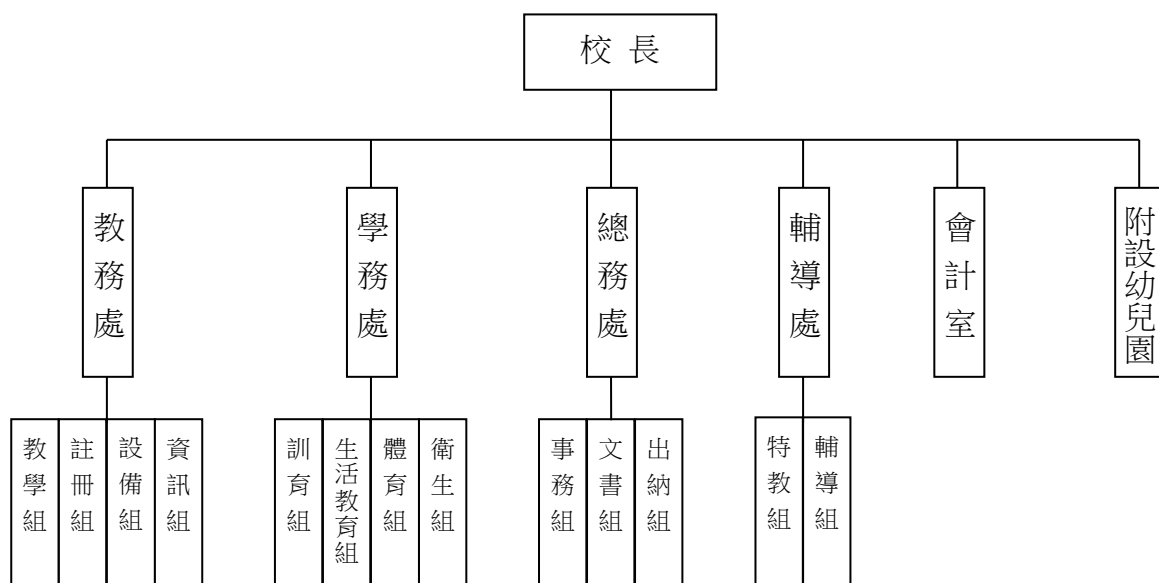 校長
教務處
學務處
總務處
輔導處
會計室
附設幼兒園
教學組
註冊組
設備組
資訊組
訓育組
生活教育組
體育組
衛生組
事務組
文書組
出納組
特教組
輔導組